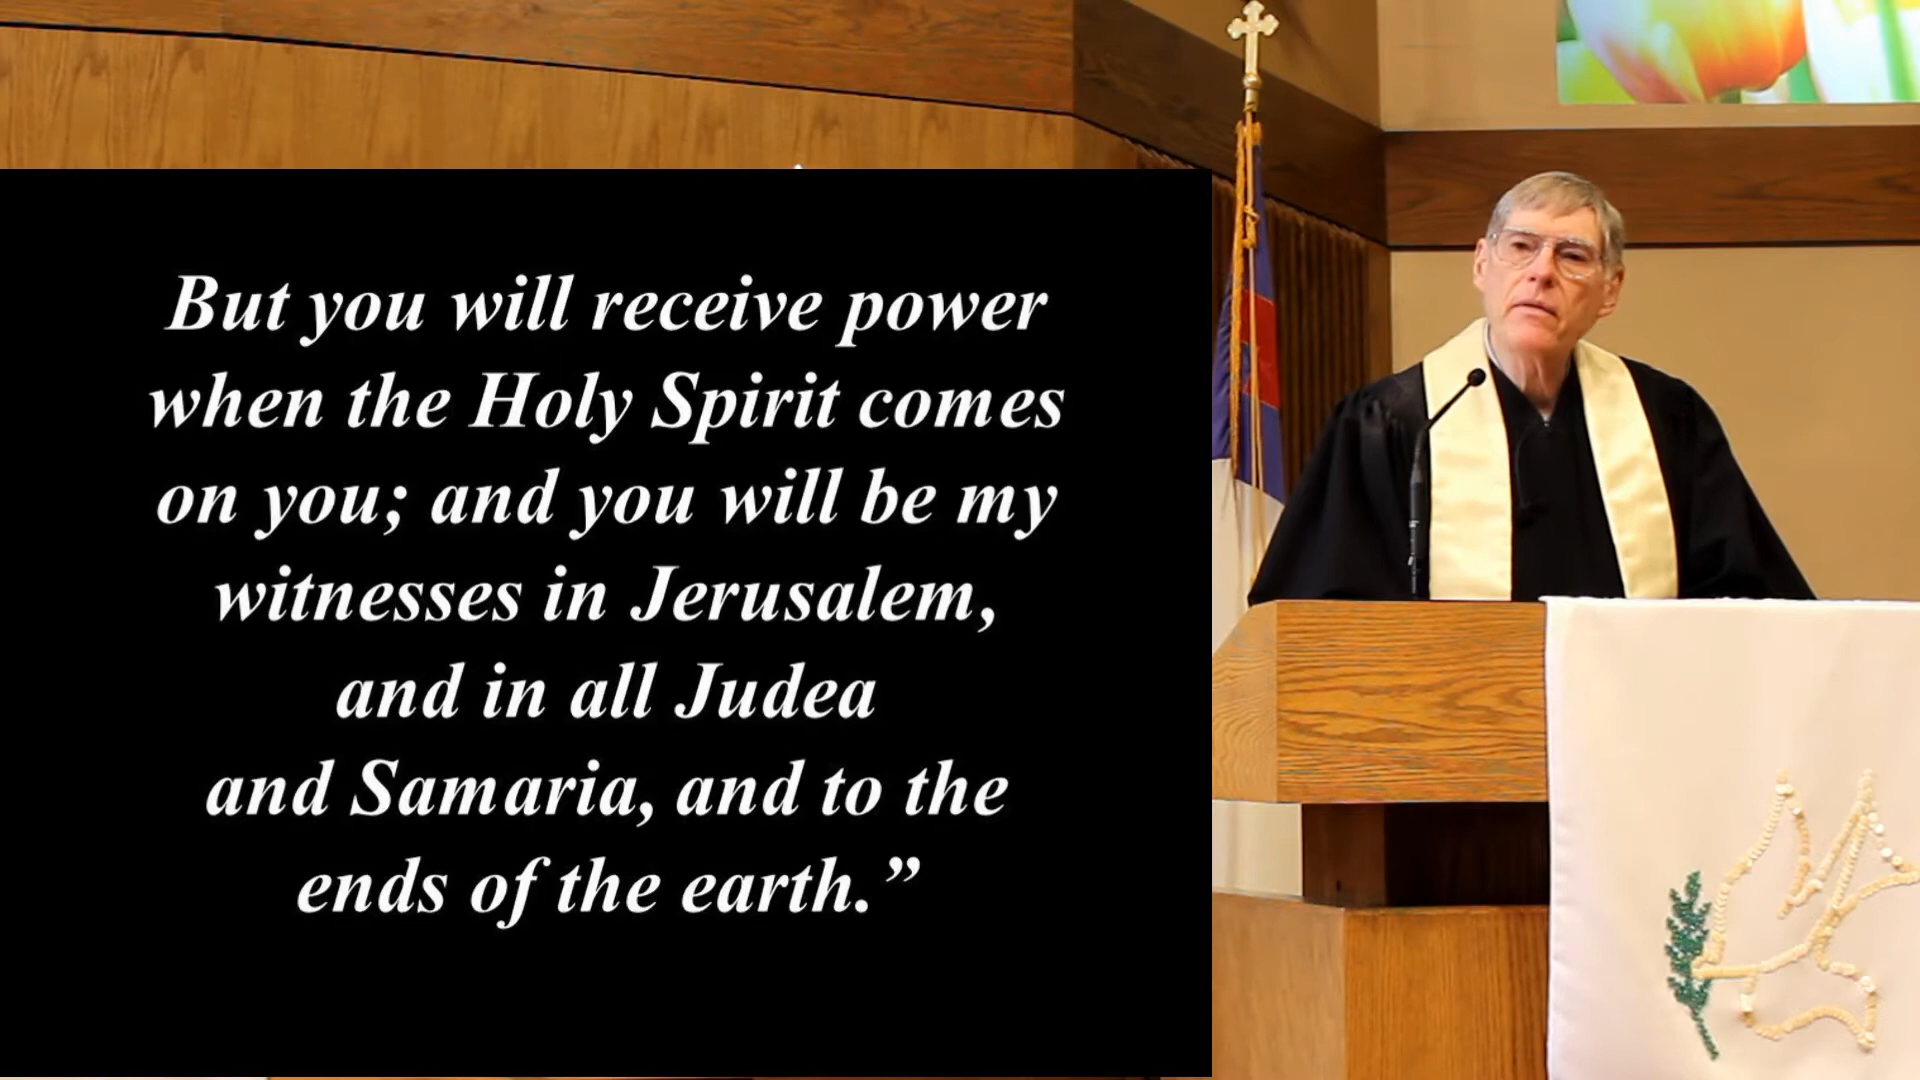 But you will receive power
when the Holy Spirit comes
on you; and you will be my
witnesses in Jerusalem,
and in all Judea
and Samaria, and to the
ends of the earth.”